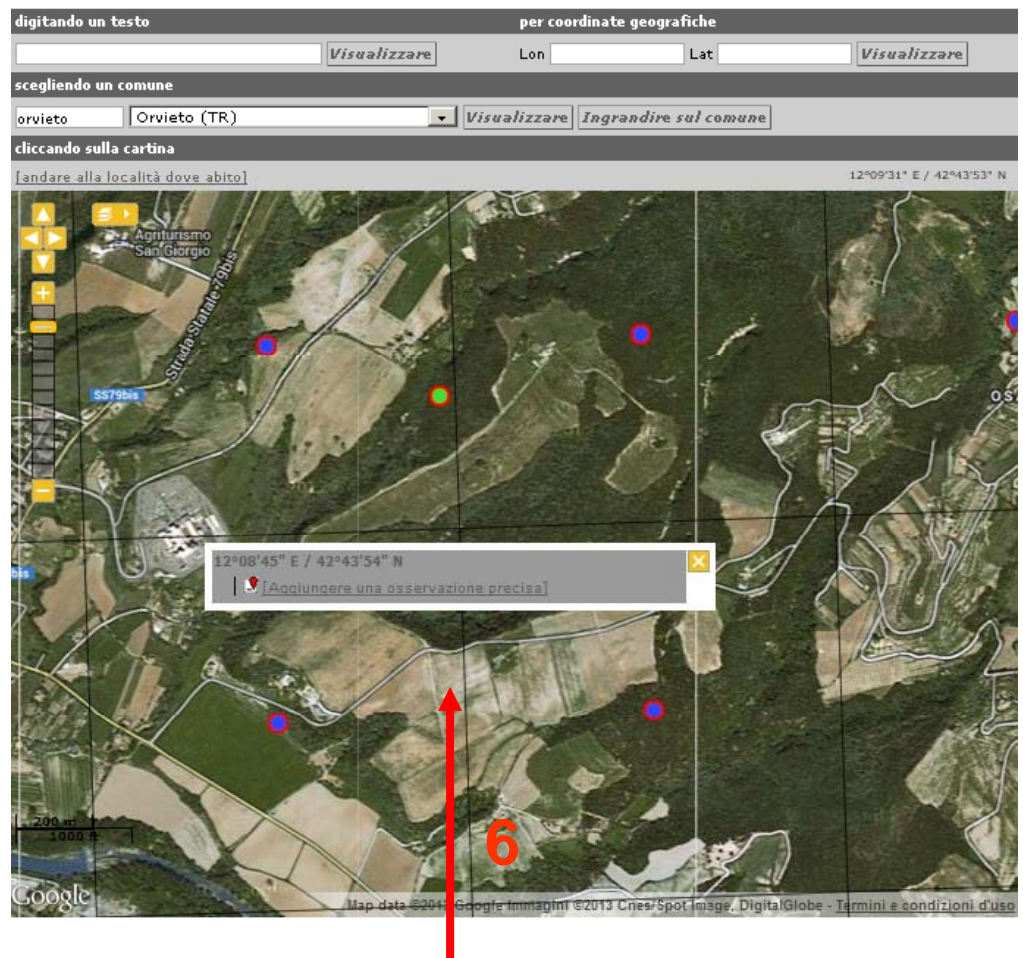 digitando un testo per coordinate geografiche
Visualizzare Lon Lat Visualizzare
scegliendo un comune
orvieto Orvieto (TR) Visualizzare Ingrandire sul comune
cliccando sulla cartina
[andare alla località dove abito] 12°09'31" E / 42°43'53" N
Agriturismo
San Giorgio
Strada Statale 79bis
SS79bis
OS
12°08'45" E / 42°43'54" N
bis
[Aggiungere una osservazione precisa]
200 m
1000 ft
6
Google
Map data ©2013 Google Immagini ©2013 Cnes/Spot Image, DigitalGlobe - Termini e condizioni d'uso